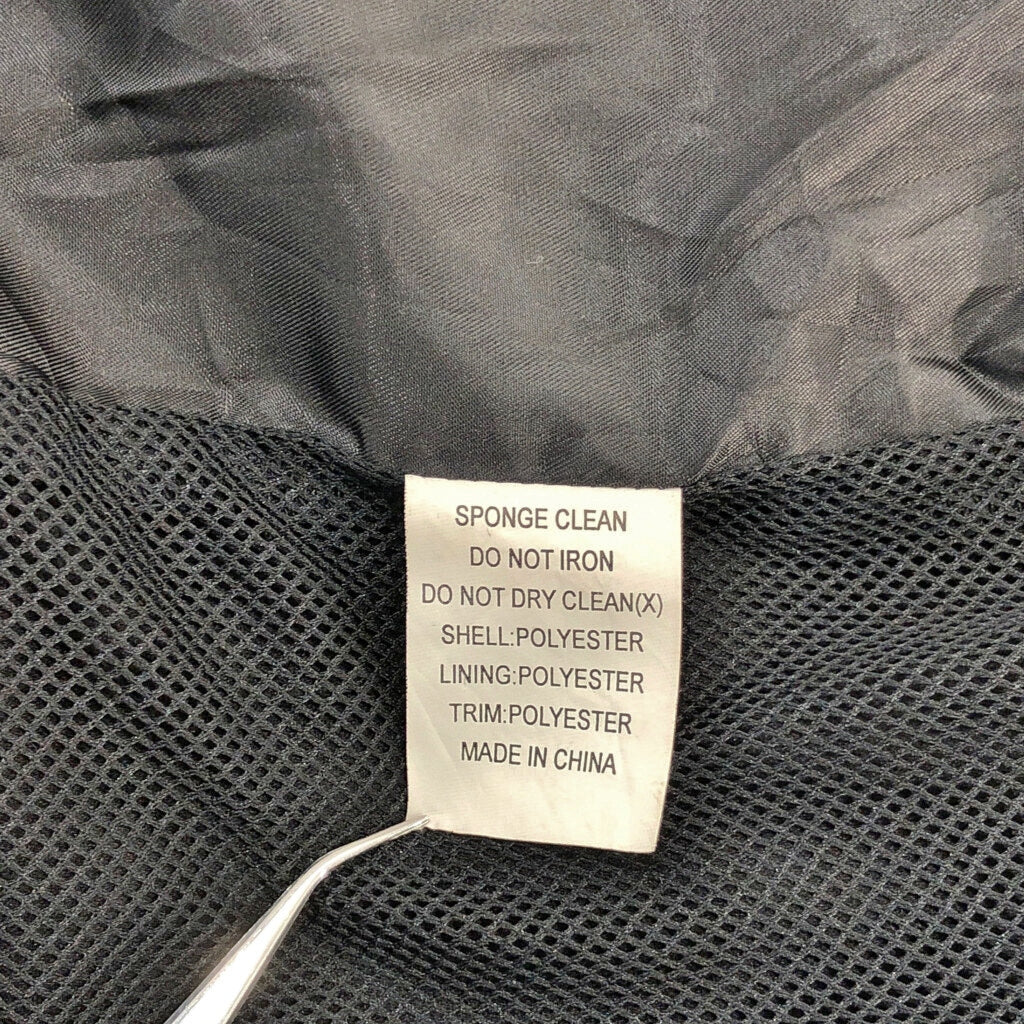 SPONGE CLEAN
DO NOT IRON
DO NOT DRY CLEAN(X)
SHELL:POLYESTER
LINING:POLYESTER
TRIM:POLYESTER
MADE IN CHINA